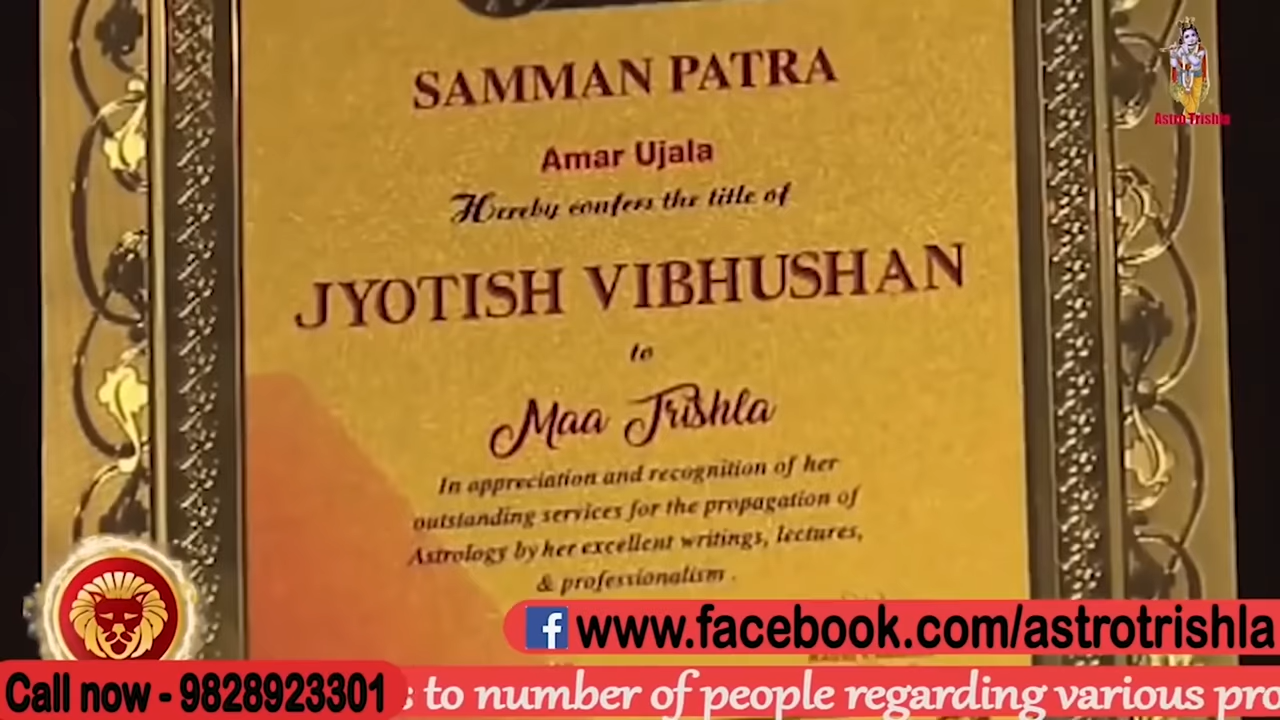 SAMMAN PATRA
Astro Trishla
Amar Ujala
Hereby confers the title of
JYOTISH VIBHUSHAN
to
Maa Trishla
In appreciation and recognition of her
outstanding services for the propagation of
Astrology by her excellent writings, lectures,
& professionalism .
www.facebook.com/astrotrishla
Call now - 9828923301
s to number of people regarding various pro